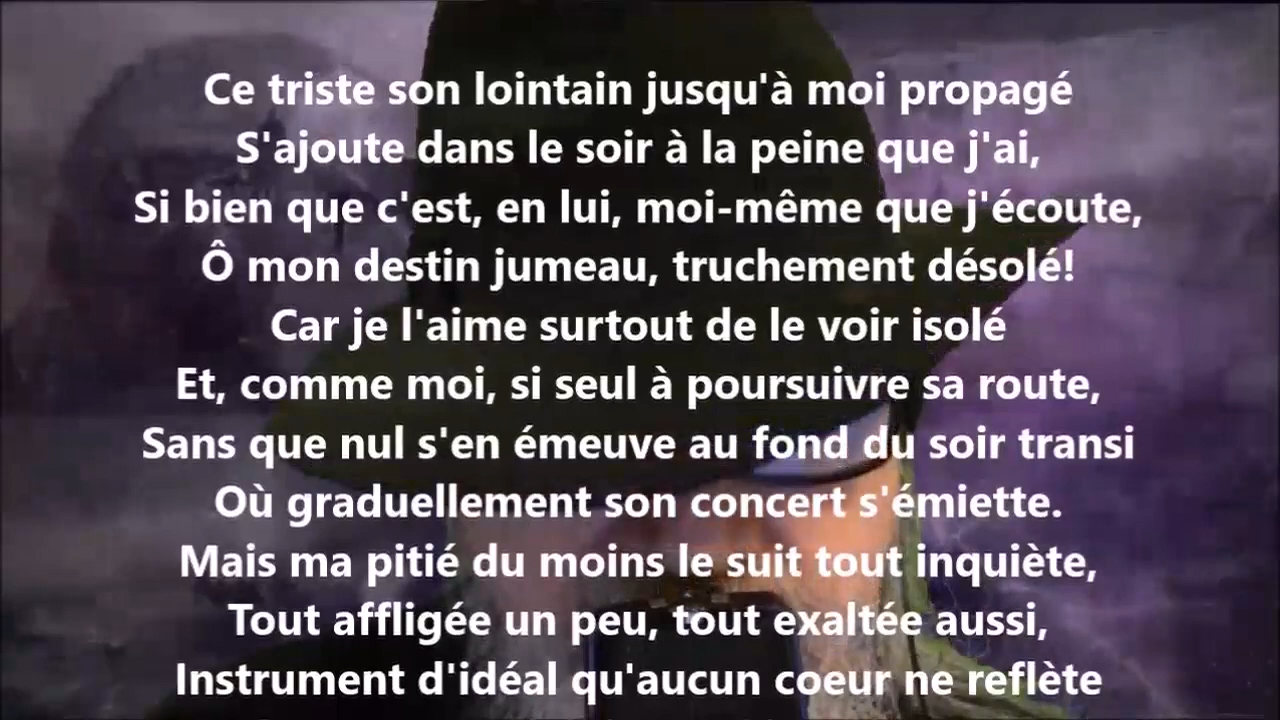 Ce triste son lointain jusqu'à moi propagé
S'ajoute dans le soir à la peine que j'ai,
Si bien que c'est, en lui, moi-même que j'écoute,
Ô mon destin jumeau, truchement désolé!
Car je l'aime surtout de le voir isolé
Et, comme moi, si seul à poursuivre sa route,
Sans que nul s'en émeuve au fond du soir transi
Où graduellement son concert s'émiette.
Mais ma pitié du moins le suit tout inquiète,
Tout affligée un peu, tout exaltée aussi,
Instrument d'idéal qu'aucun coeur ne reflète